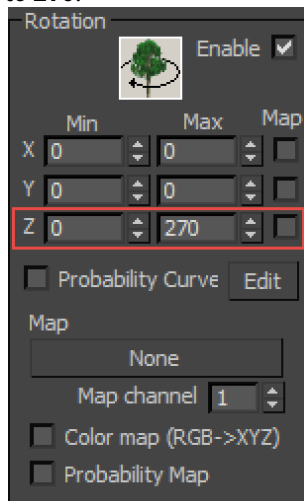 Rotation
Enable
Min Max Map
X 0 0
Y 0 0
Z 0 270
Probability Curve Edit
Map
None
Map channel 1
Color map (RGB->XYZ)
Probability Map